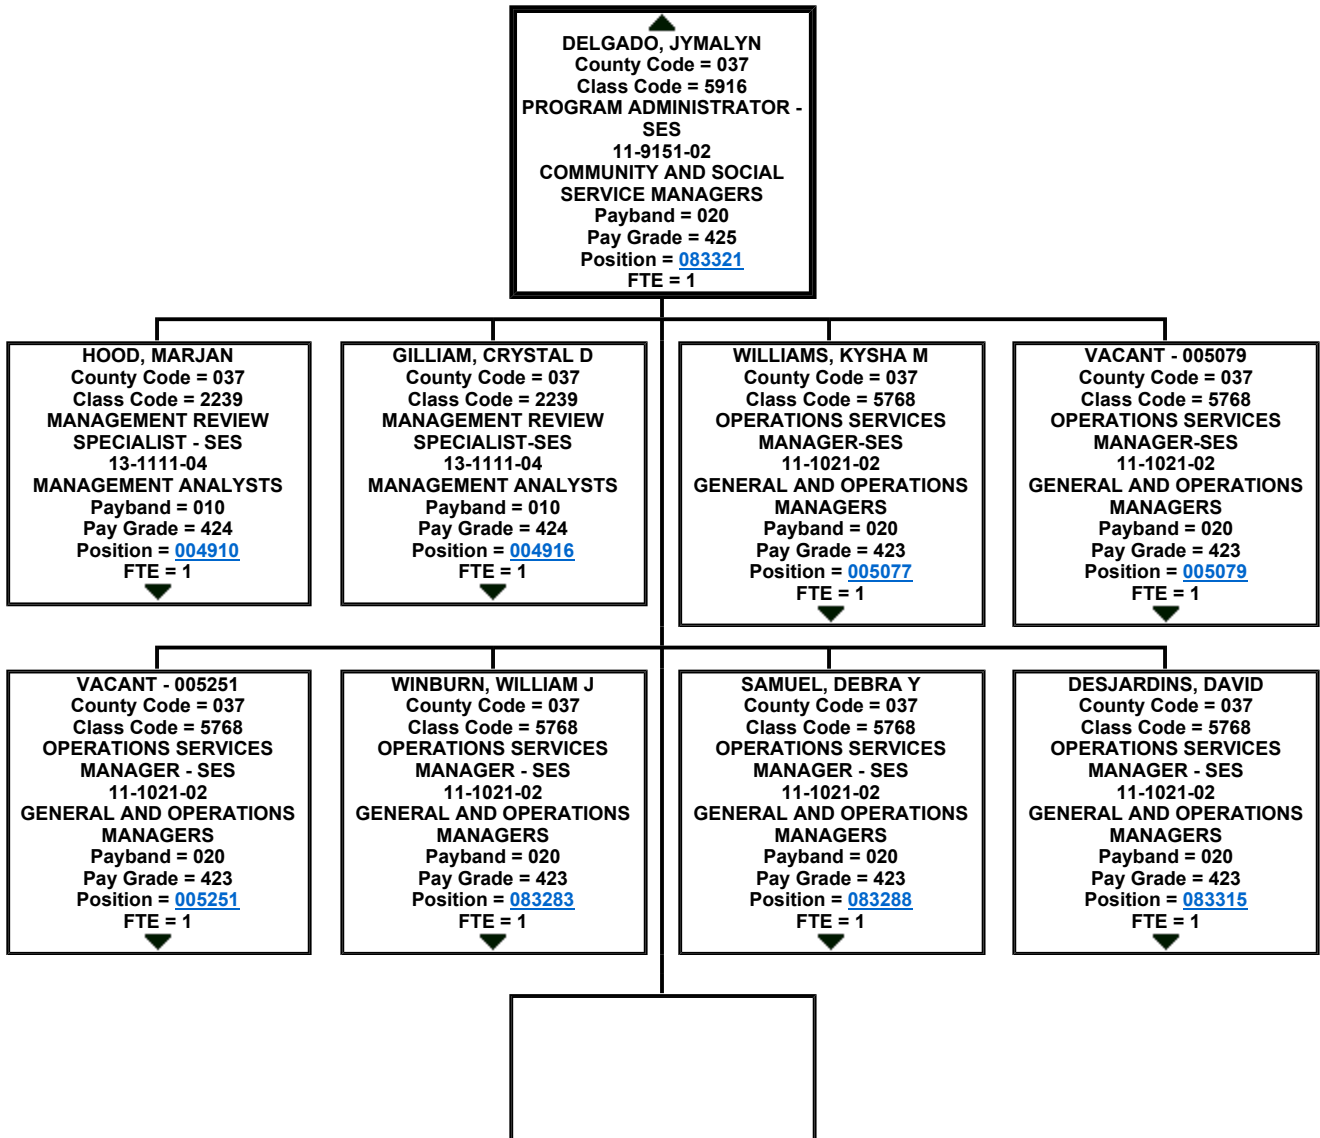 DELGADO, JYMALYN
County Code = 037
Class Code = 5916
PROGRAM ADMINISTRATOR -
SES
11-9151-02
COMMUNITY AND SOCIAL
SERVICE MANAGERS
Payband = 020
Pay Grade = 425
Position = 083321
FTE = 1
HOOD, MARJAN
County Code = 037
Class Code = 2239
MANAGEMENT REVIEW
SPECIALIST - SES
13-1111-04
MANAGEMENT ANALYSTS
Payband = 010
Pay Grade = 424
Position = 004910
FTE = 1
GILLIAM, CRYSTAL D
County Code = 037
Class Code = 2239
MANAGEMENT REVIEW
SPECIALIST-SES
13-1111-04
MANAGEMENT ANALYSTS
Payband = 010
Pay Grade = 424
Position = 004916
FTE = 1
WILLIAMS, KYSHA M
County Code = 037
Class Code = 5768
OPERATIONS SERVICES
MANAGER-SES
11-1021-02
GENERAL AND OPERATIONS
MANAGERS
Payband = 020
Pay Grade = 423
Position = 005077
FTE = 1
VACANT - 005079
County Code = 037
Class Code = 5768
OPERATIONS SERVICES
MANAGER-SES
11-1021-02
GENERAL AND OPERATIONS
MANAGERS
Payband = 020
Pay Grade = 423
Position = 005079
FTE = 1
VACANT - 005251
County Code = 037
Class Code = 5768
OPERATIONS SERVICES
MANAGER - SES
11-1021-02
GENERAL AND OPERATIONS
MANAGERS
Payband = 020
Pay Grade = 423
Position = 005251
FTE = 1
WINBURN, WILLIAM J
County Code = 037
Class Code = 5768
OPERATIONS SERVICES
MANAGER - SES
11-1021-02
GENERAL AND OPERATIONS
MANAGERS
Payband = 020
Pay Grade = 423
Position = 083283
FTE = 1
SAMUEL, DEBRA Y
County Code = 037
Class Code = 5768
OPERATIONS SERVICES
MANAGER - SES
11-1021-02
GENERAL AND OPERATIONS
MANAGERS
Payband = 020
Pay Grade = 423
Position = 083288
FTE = 1
DESJARDINS, DAVID
County Code = 037
Class Code = 5768
OPERATIONS SERVICES
MANAGER - SES
11-1021-02
GENERAL AND OPERATIONS
MANAGERS
Payband = 020
Pay Grade = 423
Position = 083315
FTE = 1